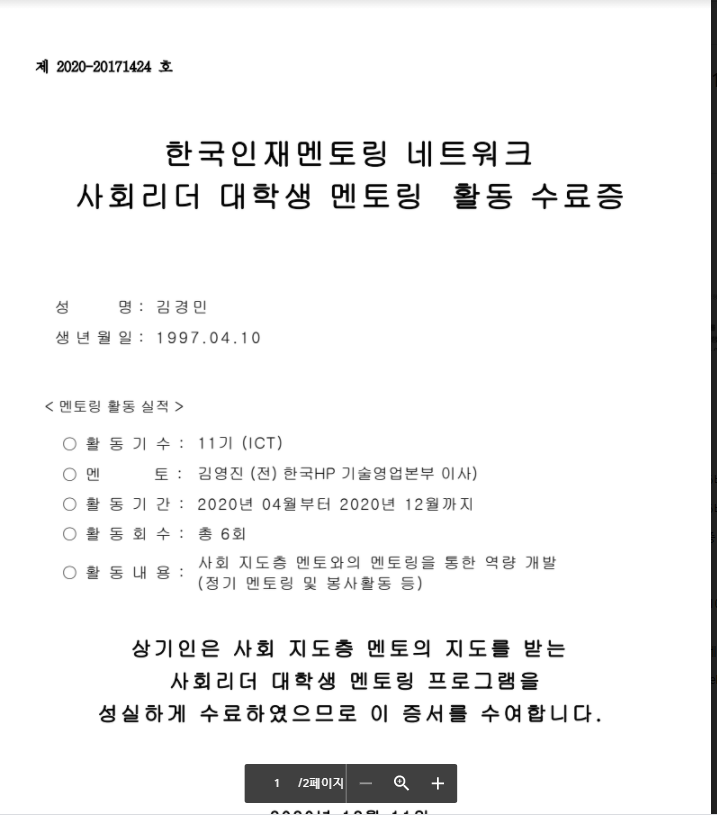 제 2020-20171424 호
한국인재멘토링 네트워크
사회리더 대학생 멘토링 활동 수료증
성 명 : 김경민
생년월일 : 1997.04.10
< 멘토링 활동 실적 >
○ 활동기수 : 11기 (ICT)
○ 멘 토 : 김영진 (전) 한국HP 기술영업본부 이사)
○ 활동기간 : 2020년 04월부터 2020년 12월까지
○ 활동회수 : 총 6회
○ 활동내용 : 사회 지도층 멘토와의 멘토링을 통한 역량 개발
(정기 멘토링 및 봉사활동 등)
상기인은 사회 지도층 멘토의 지도를 받는
사회리더 대학생 멘토링 프로그램을
성실하게 수료하였으므로 이 증서를 수여합니다.
1 /2페이지